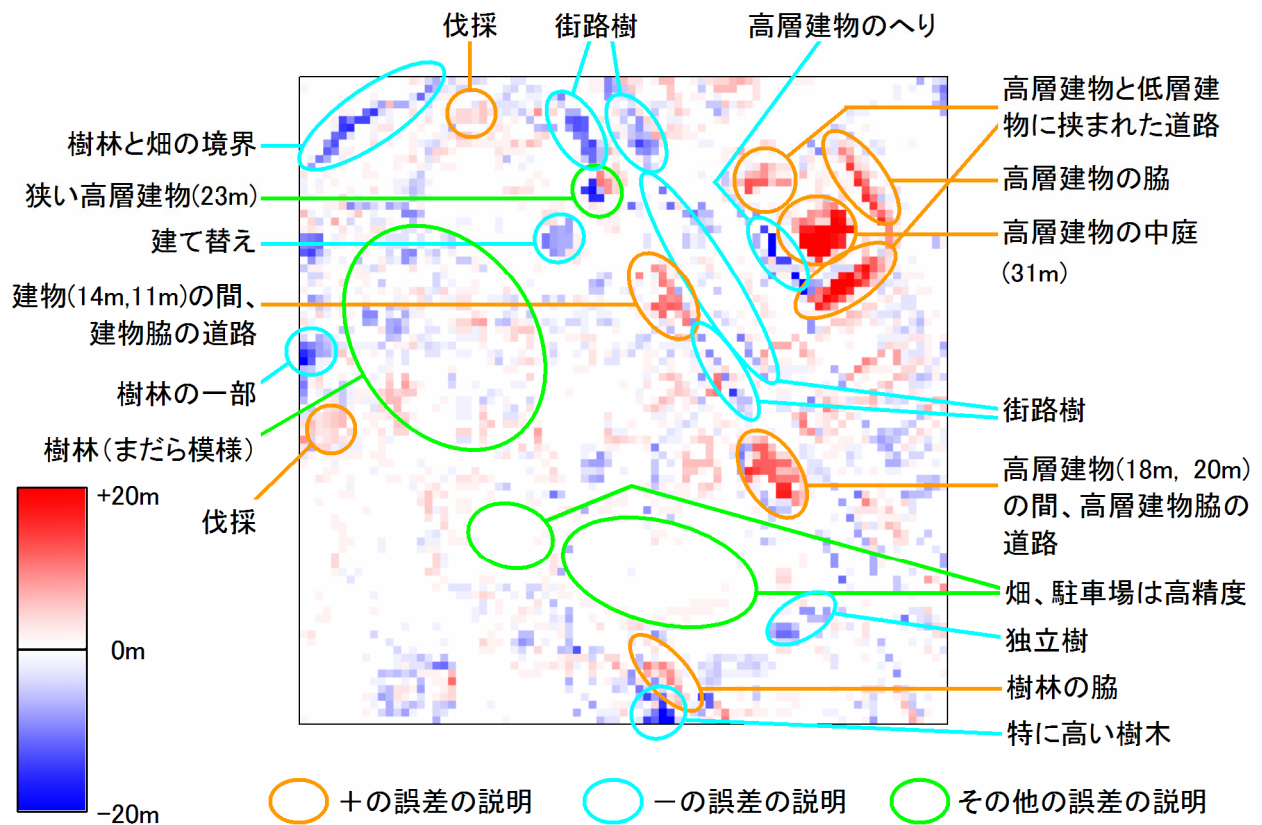 伐採
街路樹
高層建物のへり
樹林と畑の境界
狭い高層建物(23m)
建て替え
建物(14m,11m)の間、
建物脇の道路
樹林の一部
樹林(まだら模様)
伐採
高層建物と低層建
物に挟まれた道路
高層建物の脇
高層建物の中庭
(31m)
街路樹
高層建物(18m, 20m)
の間、高層建物脇の
道路
畑、駐車場は高精度
独立樹
樹林の脇
特に高い樹木
+20m
0m
−20m
+の誤差の説明
−の誤差の説明
その他の誤差の説明